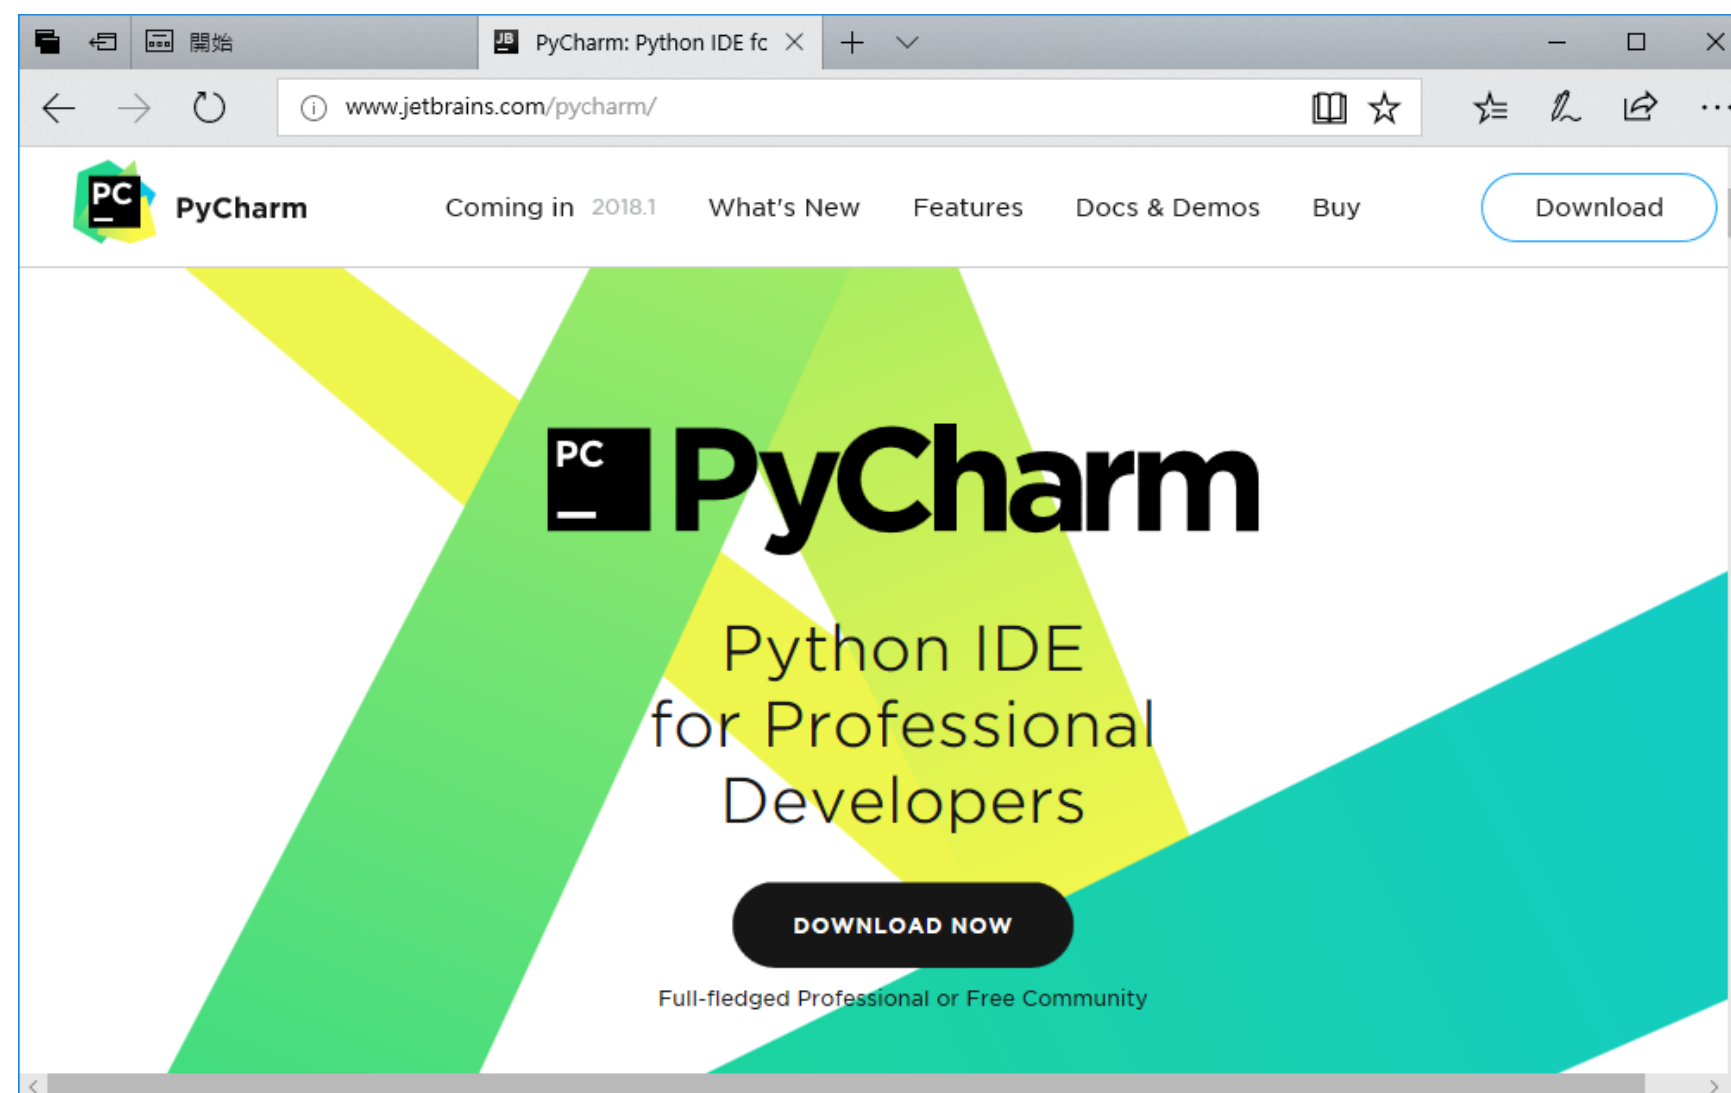 開始
JB
PyCharm: Python IDE fc
www.jetbrains.com/pycharm/
PC
PyCharm
Coming in 2018.1
What's New
Features
Docs & Demos
Buy
Download
PC
PyCharm
Python IDE
for Professional
Developers
DOWNLOAD NOW
Full-fledged Professional or Free Community